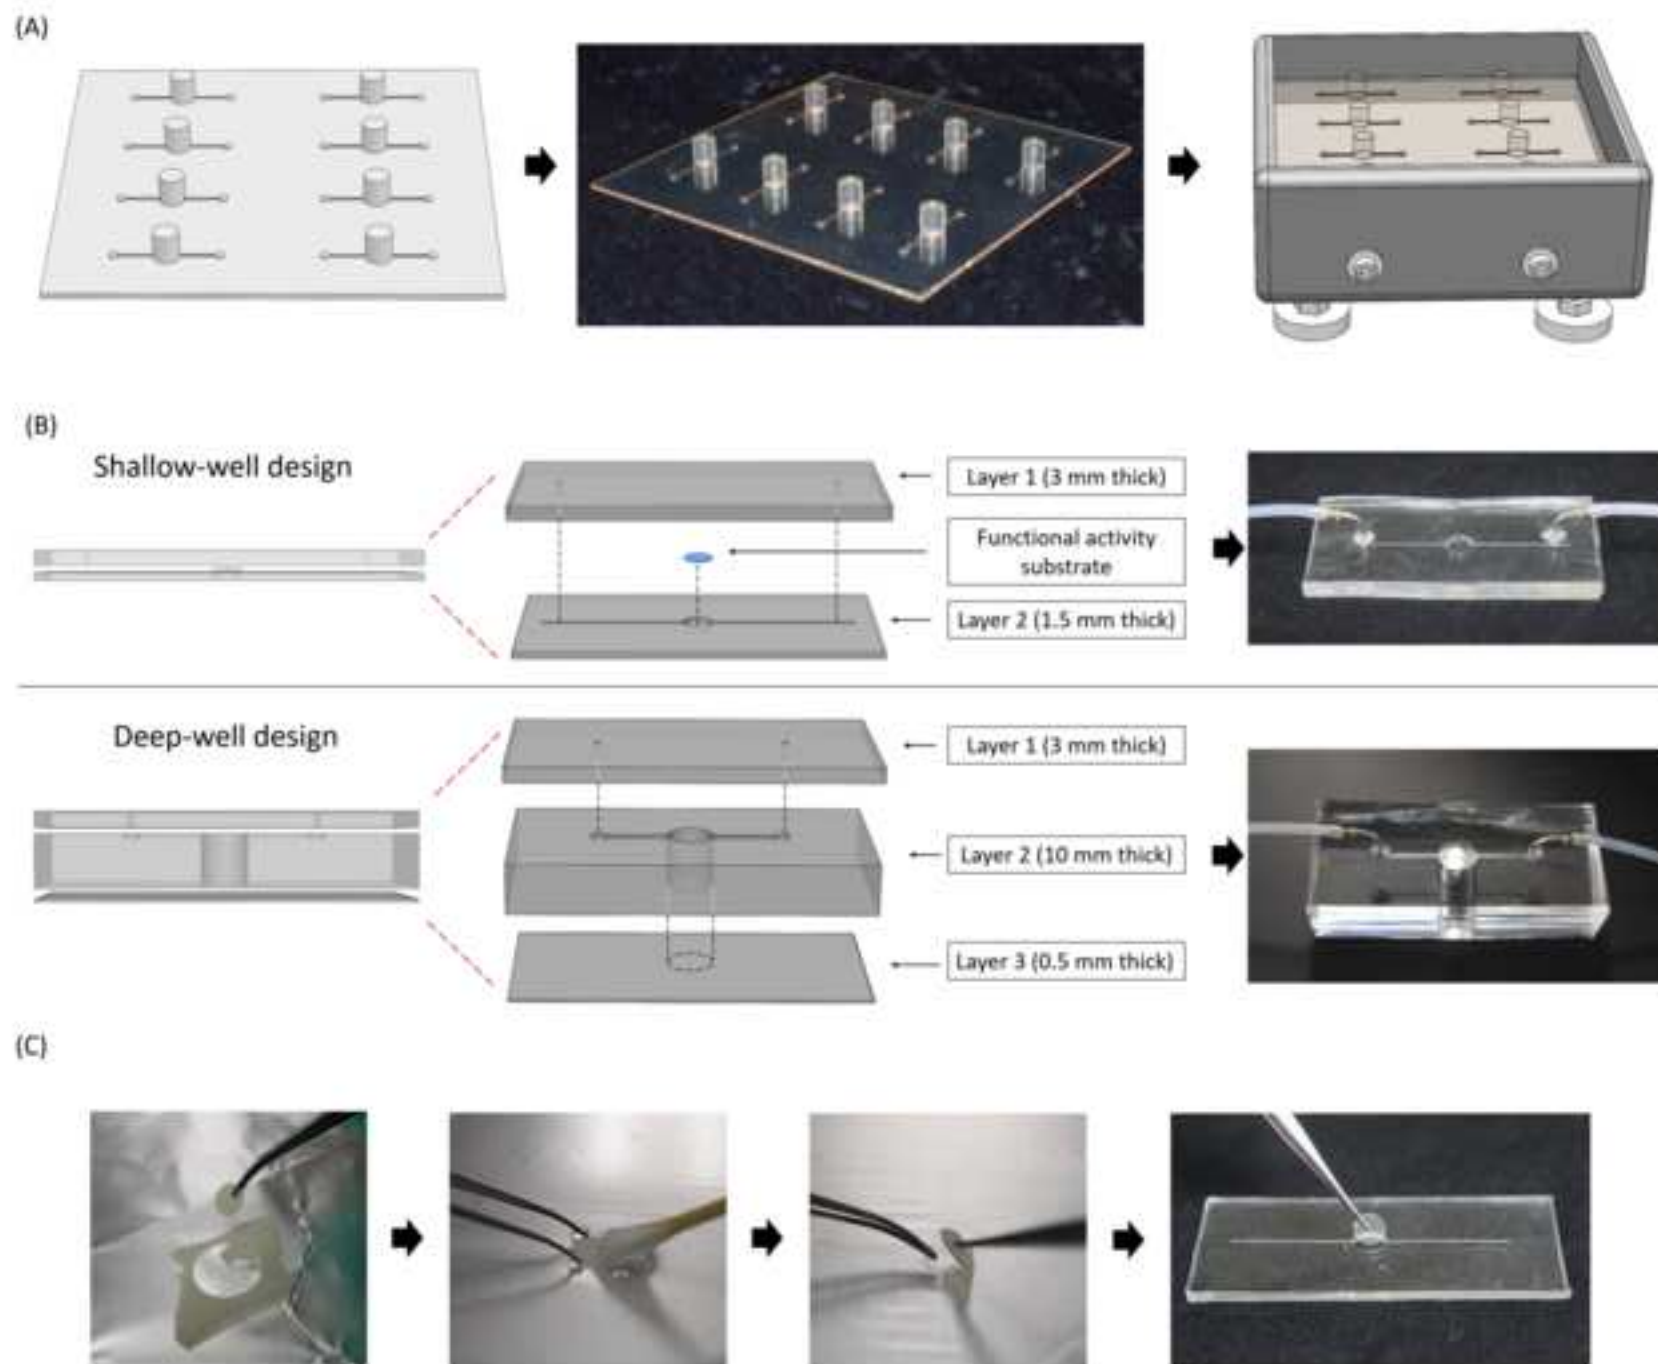 (A)
(B)
Shallow-well design
Layer 1 (3 mm thick)
Functional activity
substrate
Layer 2 (1.5 mm thick)
Deep-well design
Layer 1 (3 mm thick)
Layer 2 (10 mm thick)
Layer 3 (0.5 mm thick)
(C)